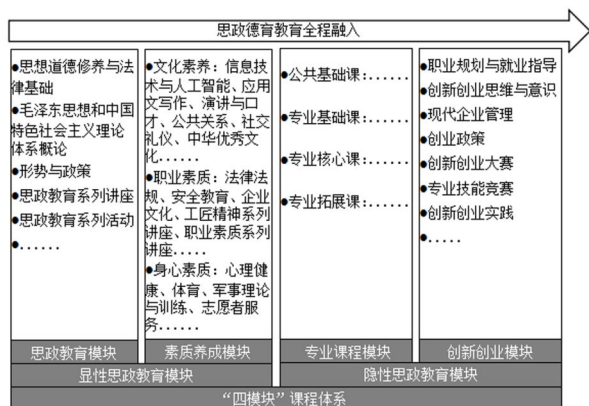 思政德育教育全程融入
●思想道德修养与法
律基础
●毛泽东思想和中国
特色社会主义理论
体系概论
●形势与政策
●思政教育系列讲座
●思政教育系列活动
●......
●文化素养：信息技
术与人工智能、应用
文写作、演讲与口
才、公共关系、社交
礼仪、中华优秀文
化......
●职业素质：法律法
规、安全教育、企业
文化、工匠精神系列
讲座、职业素质系列
讲座.....
●身心素质：心理健
康、体育、军事理论
与训练、志愿者服
务......
●公共基础课:......
●专业基础课:......
●专业核心课:......
●专业拓展课:......
●职业规划与就业指导
●创新创业思维与意识
●现代企业管理
●创业政策
●创新创业大赛
●专业技能竞赛
●创新创业实践
●.....
思政教育模块
素质养成模块
专业课程模块
创新创业模块
显性思政教育模块
隐性思政教育模块
“四模块”课程体系